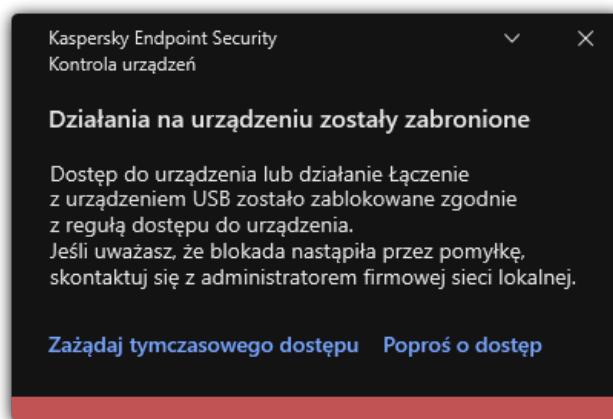 Kaspersky Endpoint Security
Kontrola urządzeń
Działania na urządzeniu zostały zabronione
Dostęp do urządzenia lub działanie Łączenie
z urządzeniem USB zostało zablokowane zgodnie
z regułą dostępu do urządzenia.
Jeśli uważasz, że blokada nastąpiła przez pomyłkę,
skontaktuj się z administratorem firmowej sieci lokalnej.
Zażądaj tymczasowego dostępu Poproś o dostęp